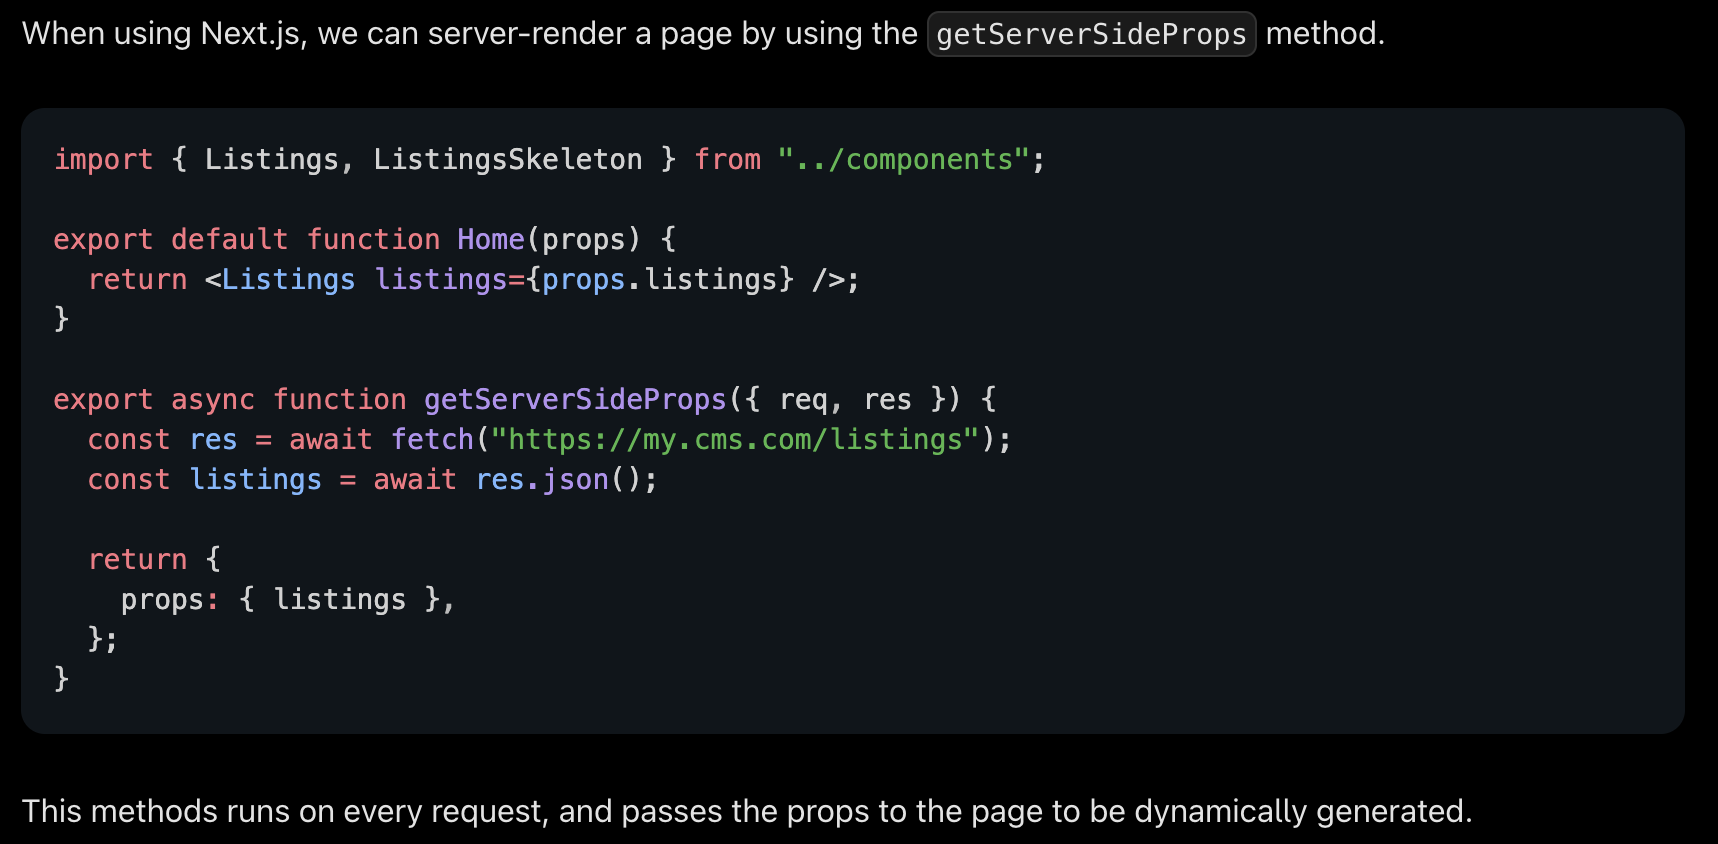 When using Next.js, we can server-render a page by using the getServerSideProps method.
import { Listings, ListingsSkeleton } from "../components";
export default function Home(props) {
  return <Listings listings={props.listings} />;
}
export async function getServerSideProps({ req, res }) {
  const res = await fetch("https://my.cms.com/listings");
  const listings = await res.json();
  return {
    props: { listings },
  };
}
This methods runs on every request, and passes the props to the page to be dynamically generated.